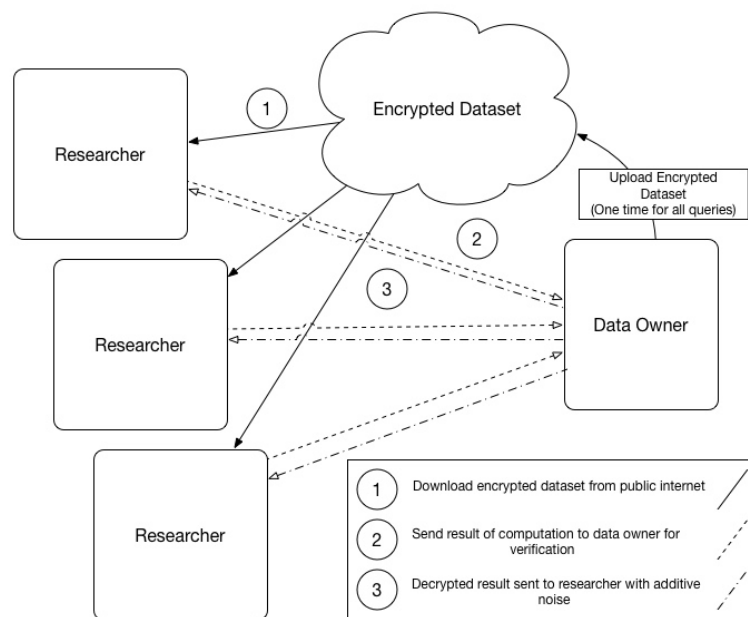 Encrypted Dataset
1
Researcher
Upload Encrypted
Dataset
(One time for all queries)
2
3
Researcher
Data Owner
Researcher
1
Download encrypted dataset from public internet
2
Send result of computation to data owner for
verification
3
Decrypted result sent to researcher with additive
noise